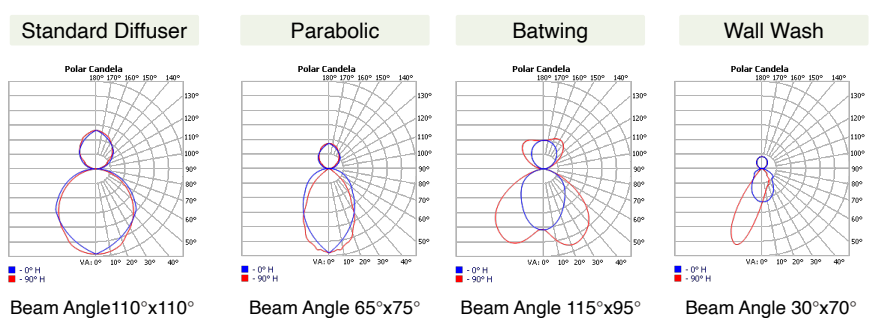 Standard Diffuser
Parabolic
Batwing
Wall Wash
Polar Candela
180° 170° 160° 150° 140°
130°
120°
110°
100°
90°
80°
70°
60°
50°
VA: 0° 10° 20° 30° 40°
- 0° H
- 90° H
Polar Candela
180° 170° 160° 150° 140°
130°
120°
110°
100°
90°
80°
70°
60°
50°
VA: 0° 10° 20° 30° 40°
- 0° H
- 90° H
Polar Candela
180° 170° 160° 150° 140°
130°
120°
110°
100°
90°
80°
70°
60°
50°
VA: 0° 10° 20° 30° 40°
- 0° H
- 90° H
Polar Candela
180° 170° 160° 150° 140°
130°
120°
110°
100°
90°
80°
70°
60°
50°
VA: 0° 10° 20° 30° 40°
- 0° H
- 90° H
Beam Angle110°x110°
Beam Angle 65°x75°
Beam Angle 115°x95°
Beam Angle 30°x70°